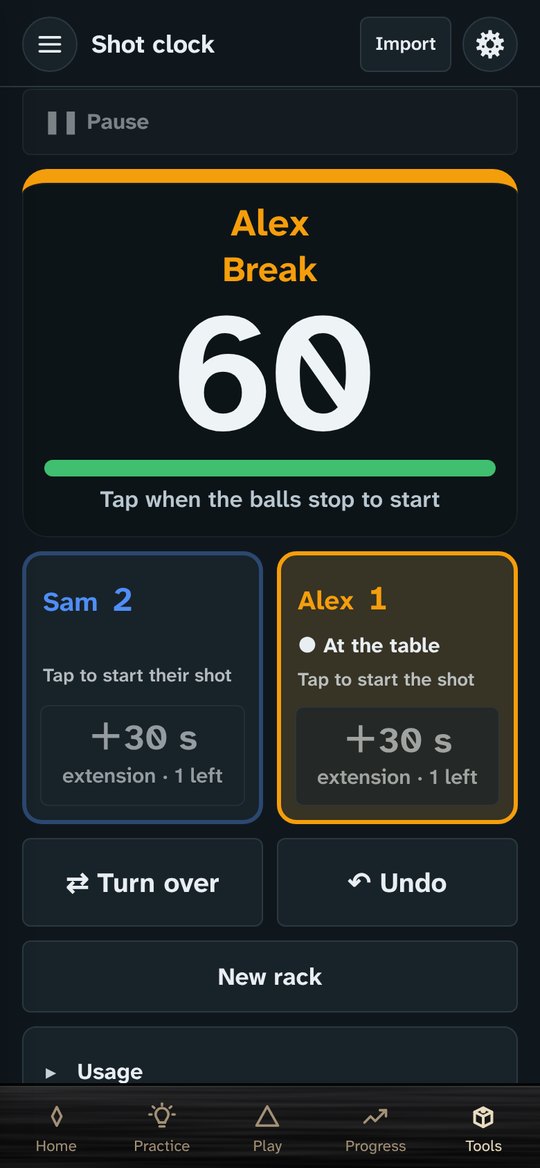 Shot clock
Import
❚❚ Pause
Alex
Break
60
Tap when the balls stop to start
Sam 2
Tap to start their shot
+30 s
extension · 1 left
Alex 1
● At the table
Tap to start the shot
+30 s
extension · 1 left
⇄ Turn over
↶ Undo
New rack
▸ Usage
Home
Practice
Play
Progress
Tools